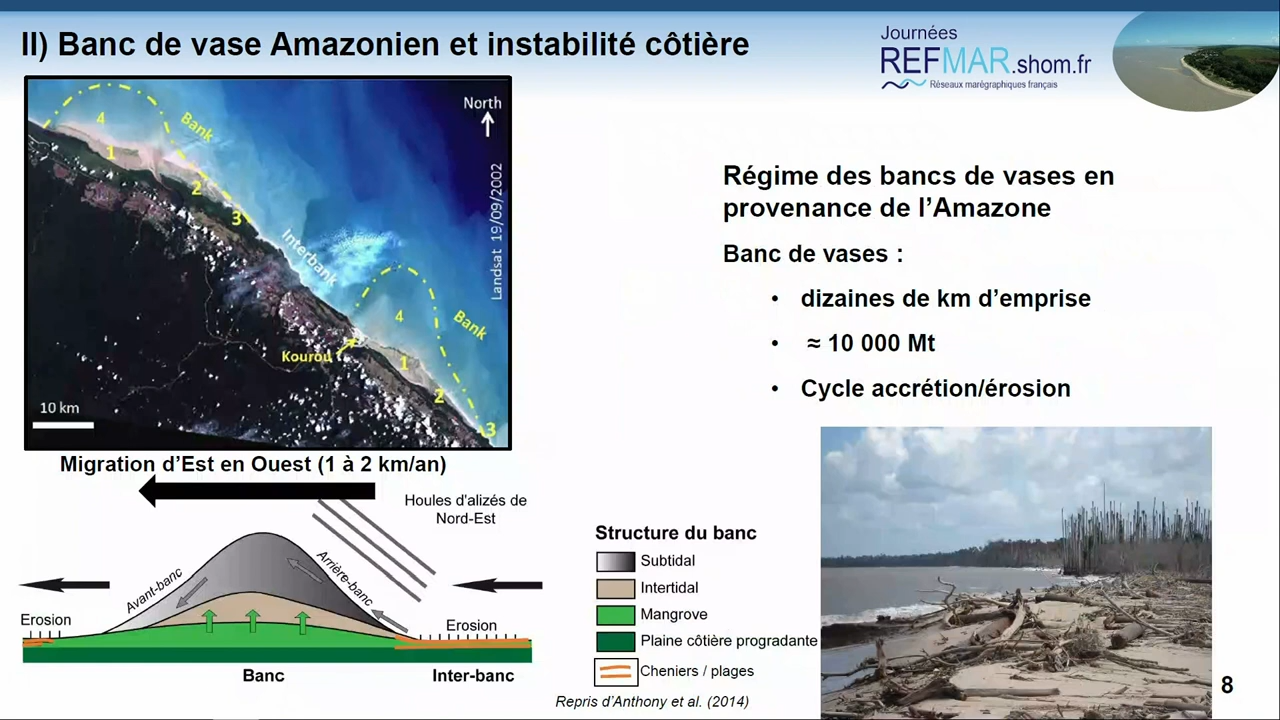 II) Banc de vase Amazonien et instabilité côtière
Journées
REFMAR.shom.fr
Réseaux marégraphiques français
North
4
Bank
1
2
3
Interbank
Landsat 19/09/2002
4
Bank
Kourou
1
2
3
10 km
Régime des bancs de vases en
provenance de l’Amazone
Banc de vases :
• dizaines de km d’emprise
• ≈ 10 000 Mt
• Cycle accrétion/érosion
Migration d’Est en Ouest (1 à 2 km/an)
Houles d'alizés de
Nord-Est
Avant-banc
Arrière-banc
Erosion
Erosion
Banc
Inter-banc
Structure du banc
Subtidal
Intertidal
Mangrove
Plaine côtière progradante
Cheniers / plages
Repris d’Anthony et al. (2014)
8